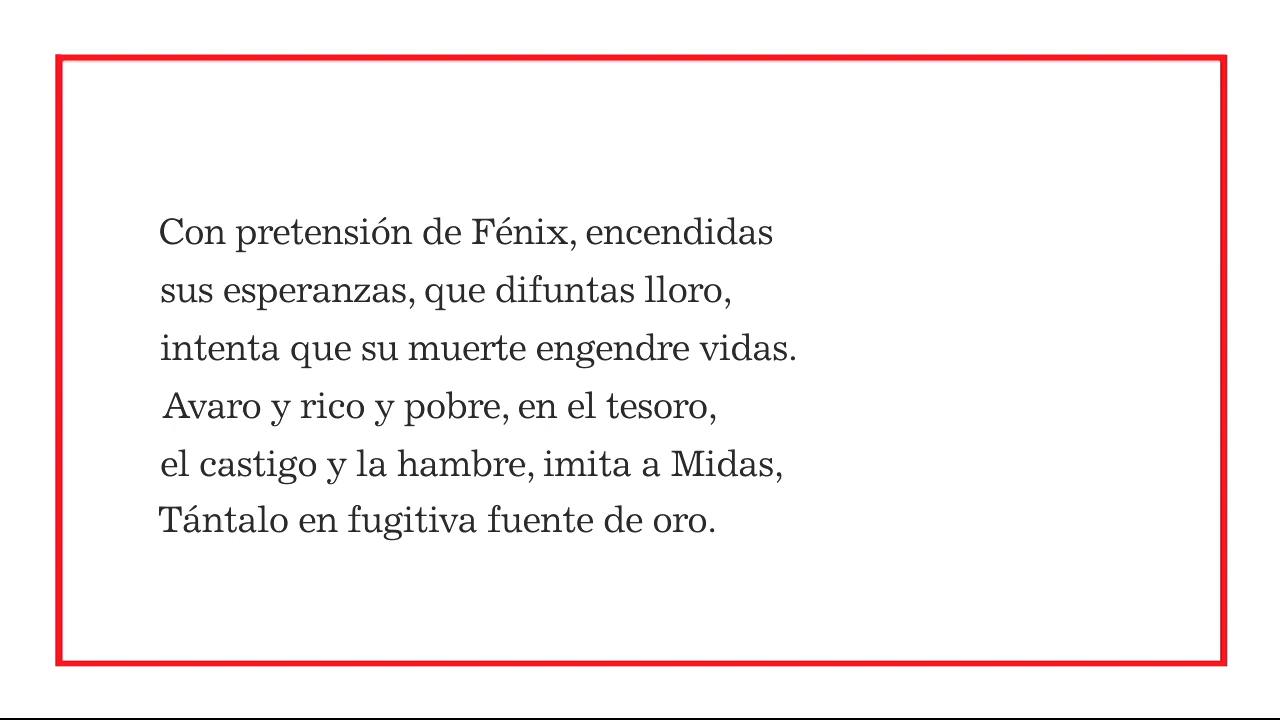 Con pretensión de Fénix, encendidas
sus esperanzas, que difuntas lloro,
intenta que su muerte engendre vidas.
Avaro y rico y pobre, en el tesoro,
el castigo y la hambre, imita a Midas,
Tántalo en fugitiva fuente de oro.